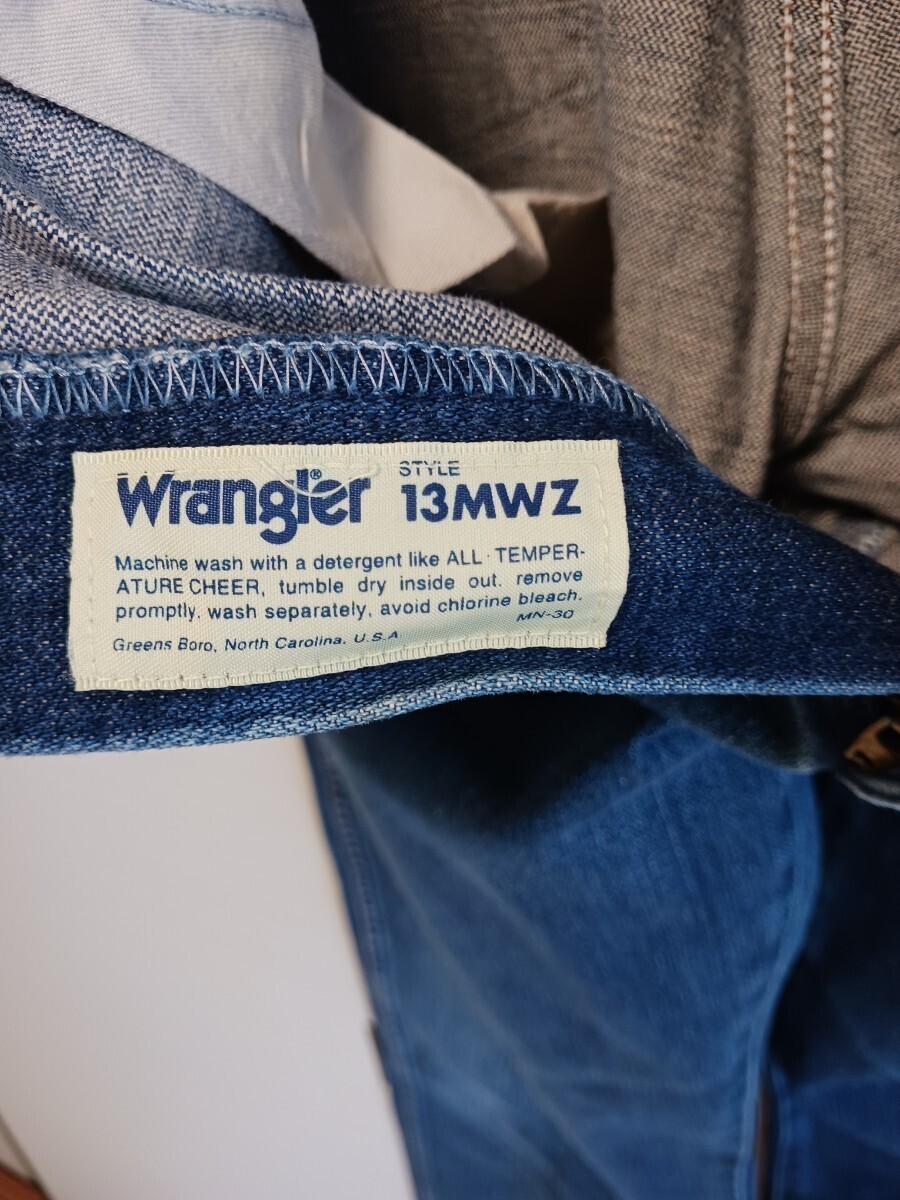 Wrangler® STYLE 13MWZ
Machine wash with a detergent like ALL·TEMPER-
ATURE CHEER, tumble dry inside out. remove
promptly. wash separately, avoid chlorine bleach.
MN-30
Greens Boro, North Carolina. U.S.A